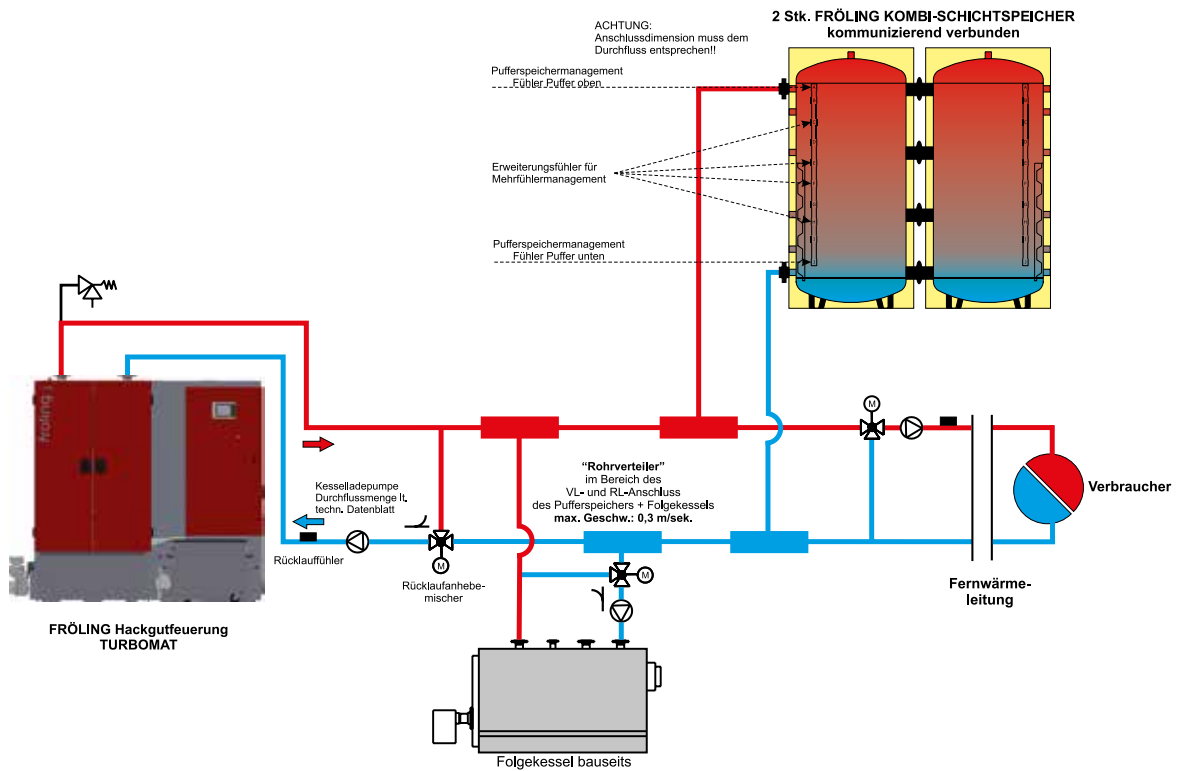 2 Stk. FRÖLING KOMBI-SCHICHTSPEICHER
kommunizierend verbunden
ACHTUNG:
Anschlussdimension muss dem
Durchfluss entsprechen!!
Pufferspeichermanagement
Fühler Puffer oben
Erweiterungsfühler für
Mehrfühlermanagement
Pufferspeichermanagement
Fühler Puffer unten
fröling
M
"Rohrverteiler"
im Bereich des
VL- und RL-Anschluss
des Pufferspeichers + Folgekessels
max. Geschw.: 0,3 m/sek.
Kesselladepumpe
Durchflussmenge lt.
techn. Datenblatt
Verbraucher
Rücklauffühler
M
Rücklaufanhebe-
mischer
M
Fernwärme-
leitung
FRÖLING Hackgutfeuerung
TURBOMAT
Folgekessel bauseits